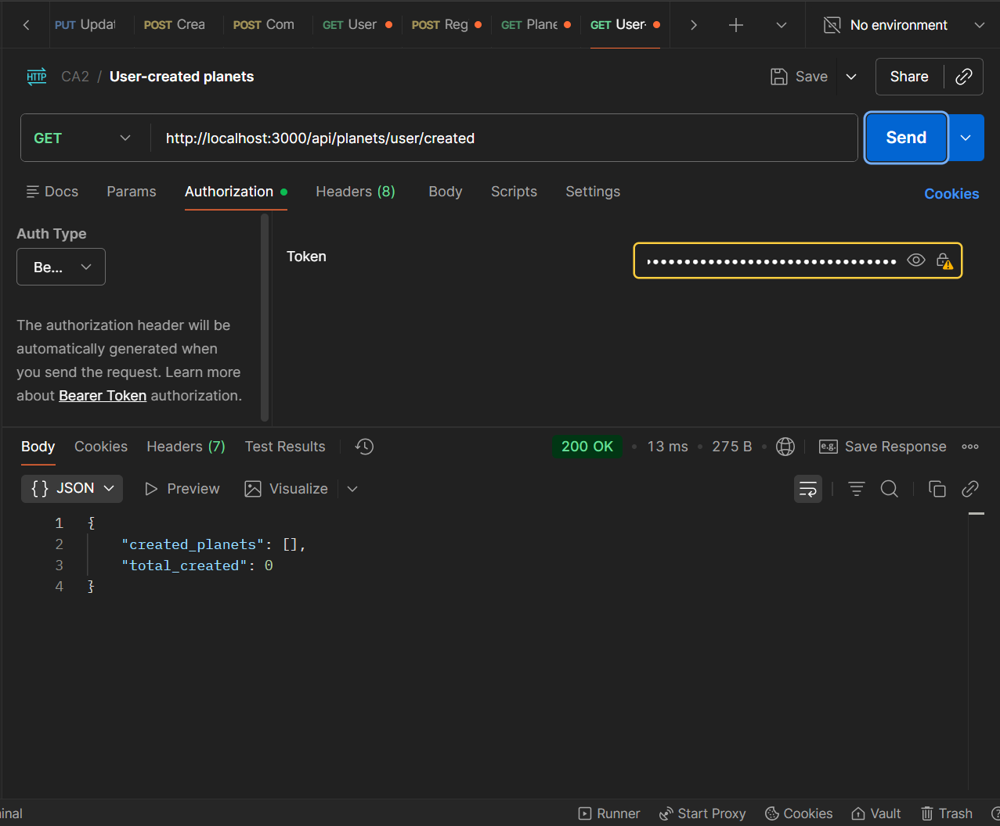 PUT Updat POST Crea POST Com GET User POST Reg GET Plane GET User- No environment
HTTP CA2 / User-created planets Save Share
GET http://localhost:3000/api/planets/user/created Send
Docs Params Authorization Headers (8) Body Scripts Settings Cookies
Auth Type
Token
Be...
The authorization header will be
automatically generated when
you send the request. Learn more
about Bearer Token authorization.
Body Cookies Headers (7) Test Results 200 OK 13 ms 275 B e.g. Save Response
{} JSON Preview Visualize
1 {
2 "created_planets": [],
3 "total_created": 0
4 }
inal Runner Start Proxy Cookies Vault Trash